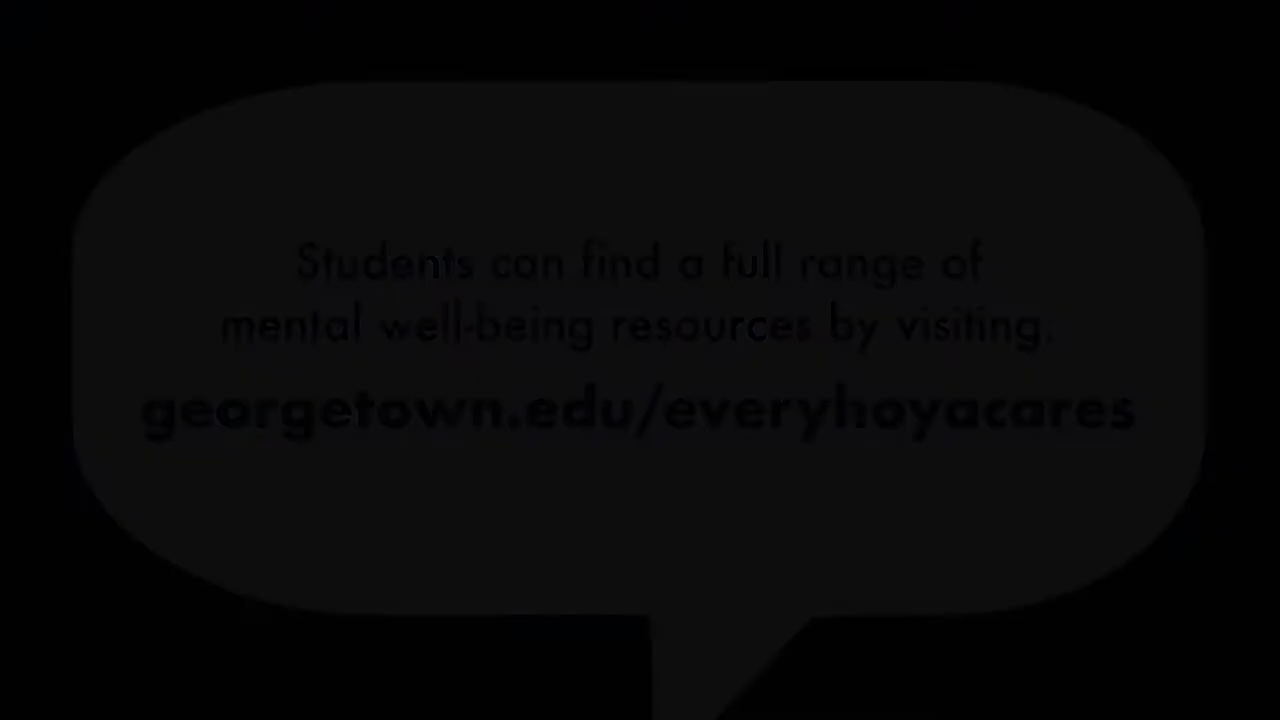 Students can find a full range of
mental well-being resources by visiting:
georgetown.edu/everyhoyacares